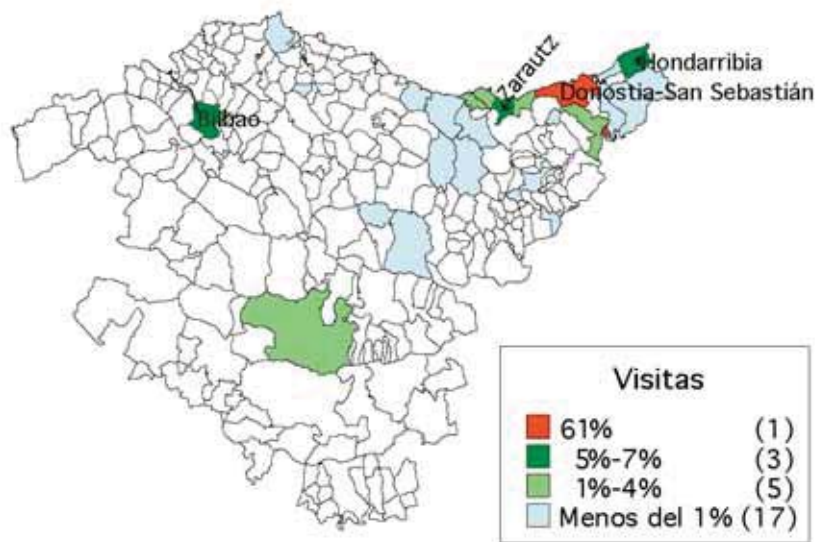 Zarautz
Hondarribia
Donostia-San Sebastián
Bilbao
Visitas
61% (1)
5%-7% (3)
1%-4% (5)
Menos del 1% (17)